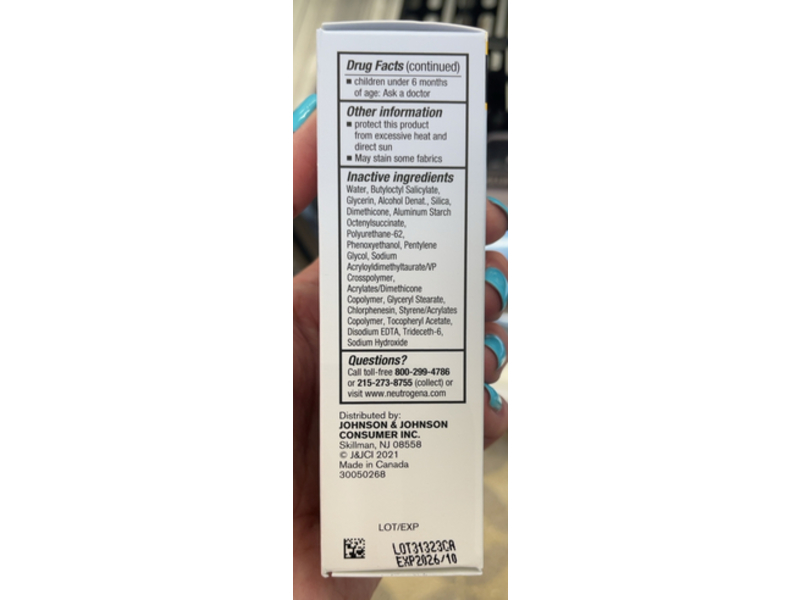 Drug Facts (continued)
■ children under 6 months
of age: Ask a doctor
Other information
■ protect this product
from excessive heat and
direct sun
■ May stain some fabrics
Inactive ingredients
Water, Butyloctyl Salicylate,
Glycerin, Alcohol Denat., Silica,
Dimethicone, Aluminum Starch
Octenylsuccinate,
Polyurethane-62,
Phenoxyethanol, Pentylene
Glycol, Sodium
Acryloyldimethyltaurate/VP
Crosspolymer,
Acrylates/Dimethicone
Copolymer, Glyceryl Stearate,
Chlorphenesin, Styrene/Acrylates
Copolymer, Tocopheryl Acetate,
Disodium EDTA, Trideceth-6,
Sodium Hydroxide
Questions?
Call toll-free 800-299-4786
or 215-273-8755 (collect) or
visit www.neutrogena.com
Distributed by:
JOHNSON & JOHNSON
CONSUMER INC.
Skillman, NJ 08558
© J&JCI 2021
Made in Canada
30050268
LOT/EXP
LOT31323CA
EXP2026/10